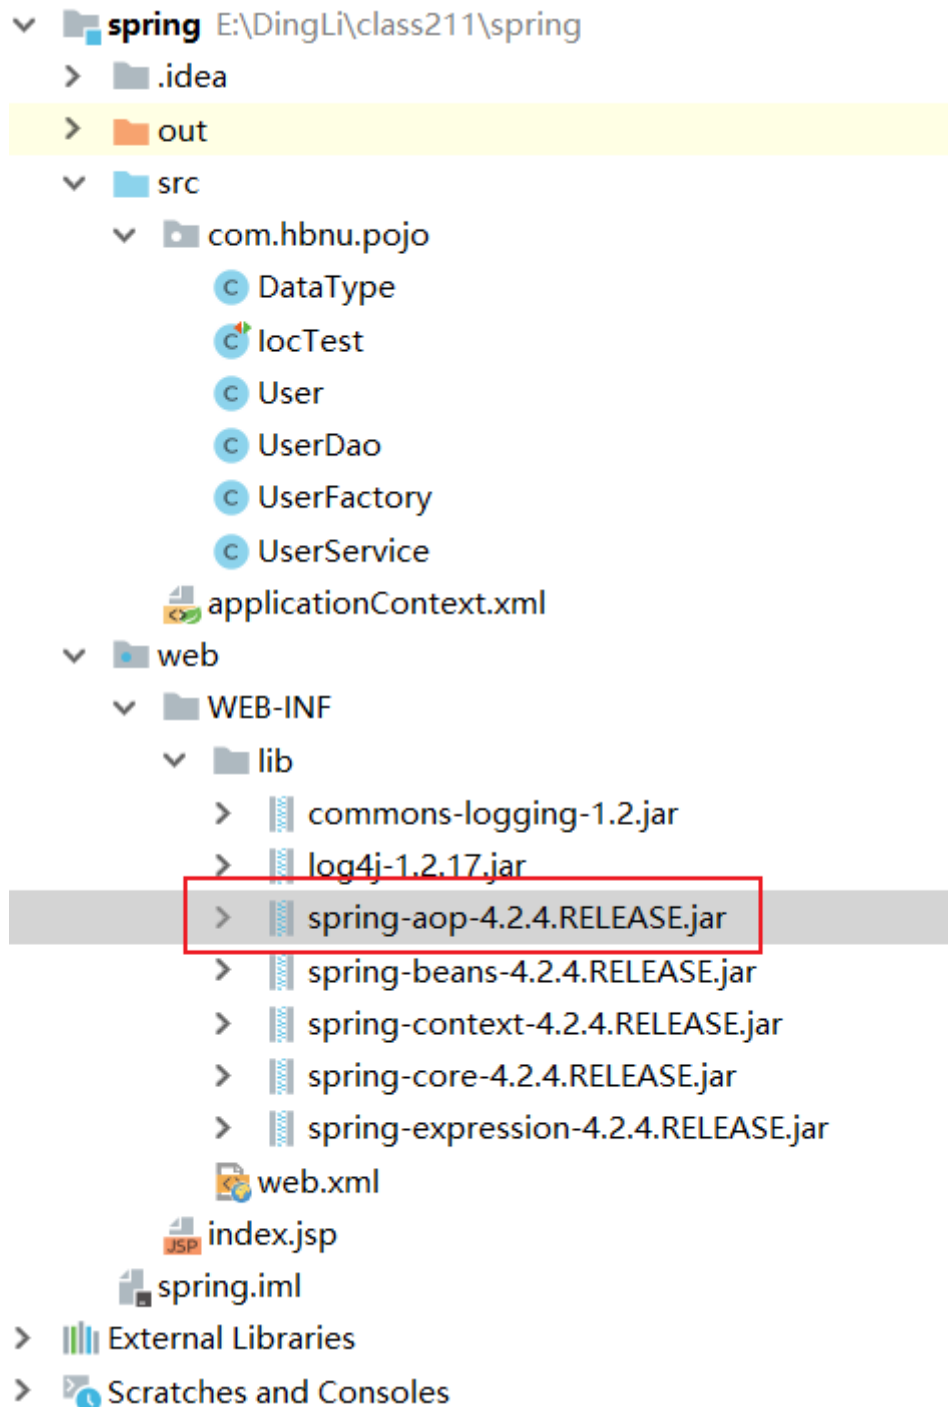 spring E:\DingLi\class211\spring
.idea
out
src
com.hbnu.pojo
DataType
IocTest
User
UserDao
UserFactory
UserService
applicationContext.xml
web
WEB-INF
lib
commons-logging-1.2.jar
log4j-1.2.17.jar
spring-aop-4.2.4.RELEASE.jar
spring-beans-4.2.4.RELEASE.jar
spring-context-4.2.4.RELEASE.jar
spring-core-4.2.4.RELEASE.jar
spring-expression-4.2.4.RELEASE.jar
web.xml
index.jsp
spring.iml
External Libraries
Scratches and Consoles